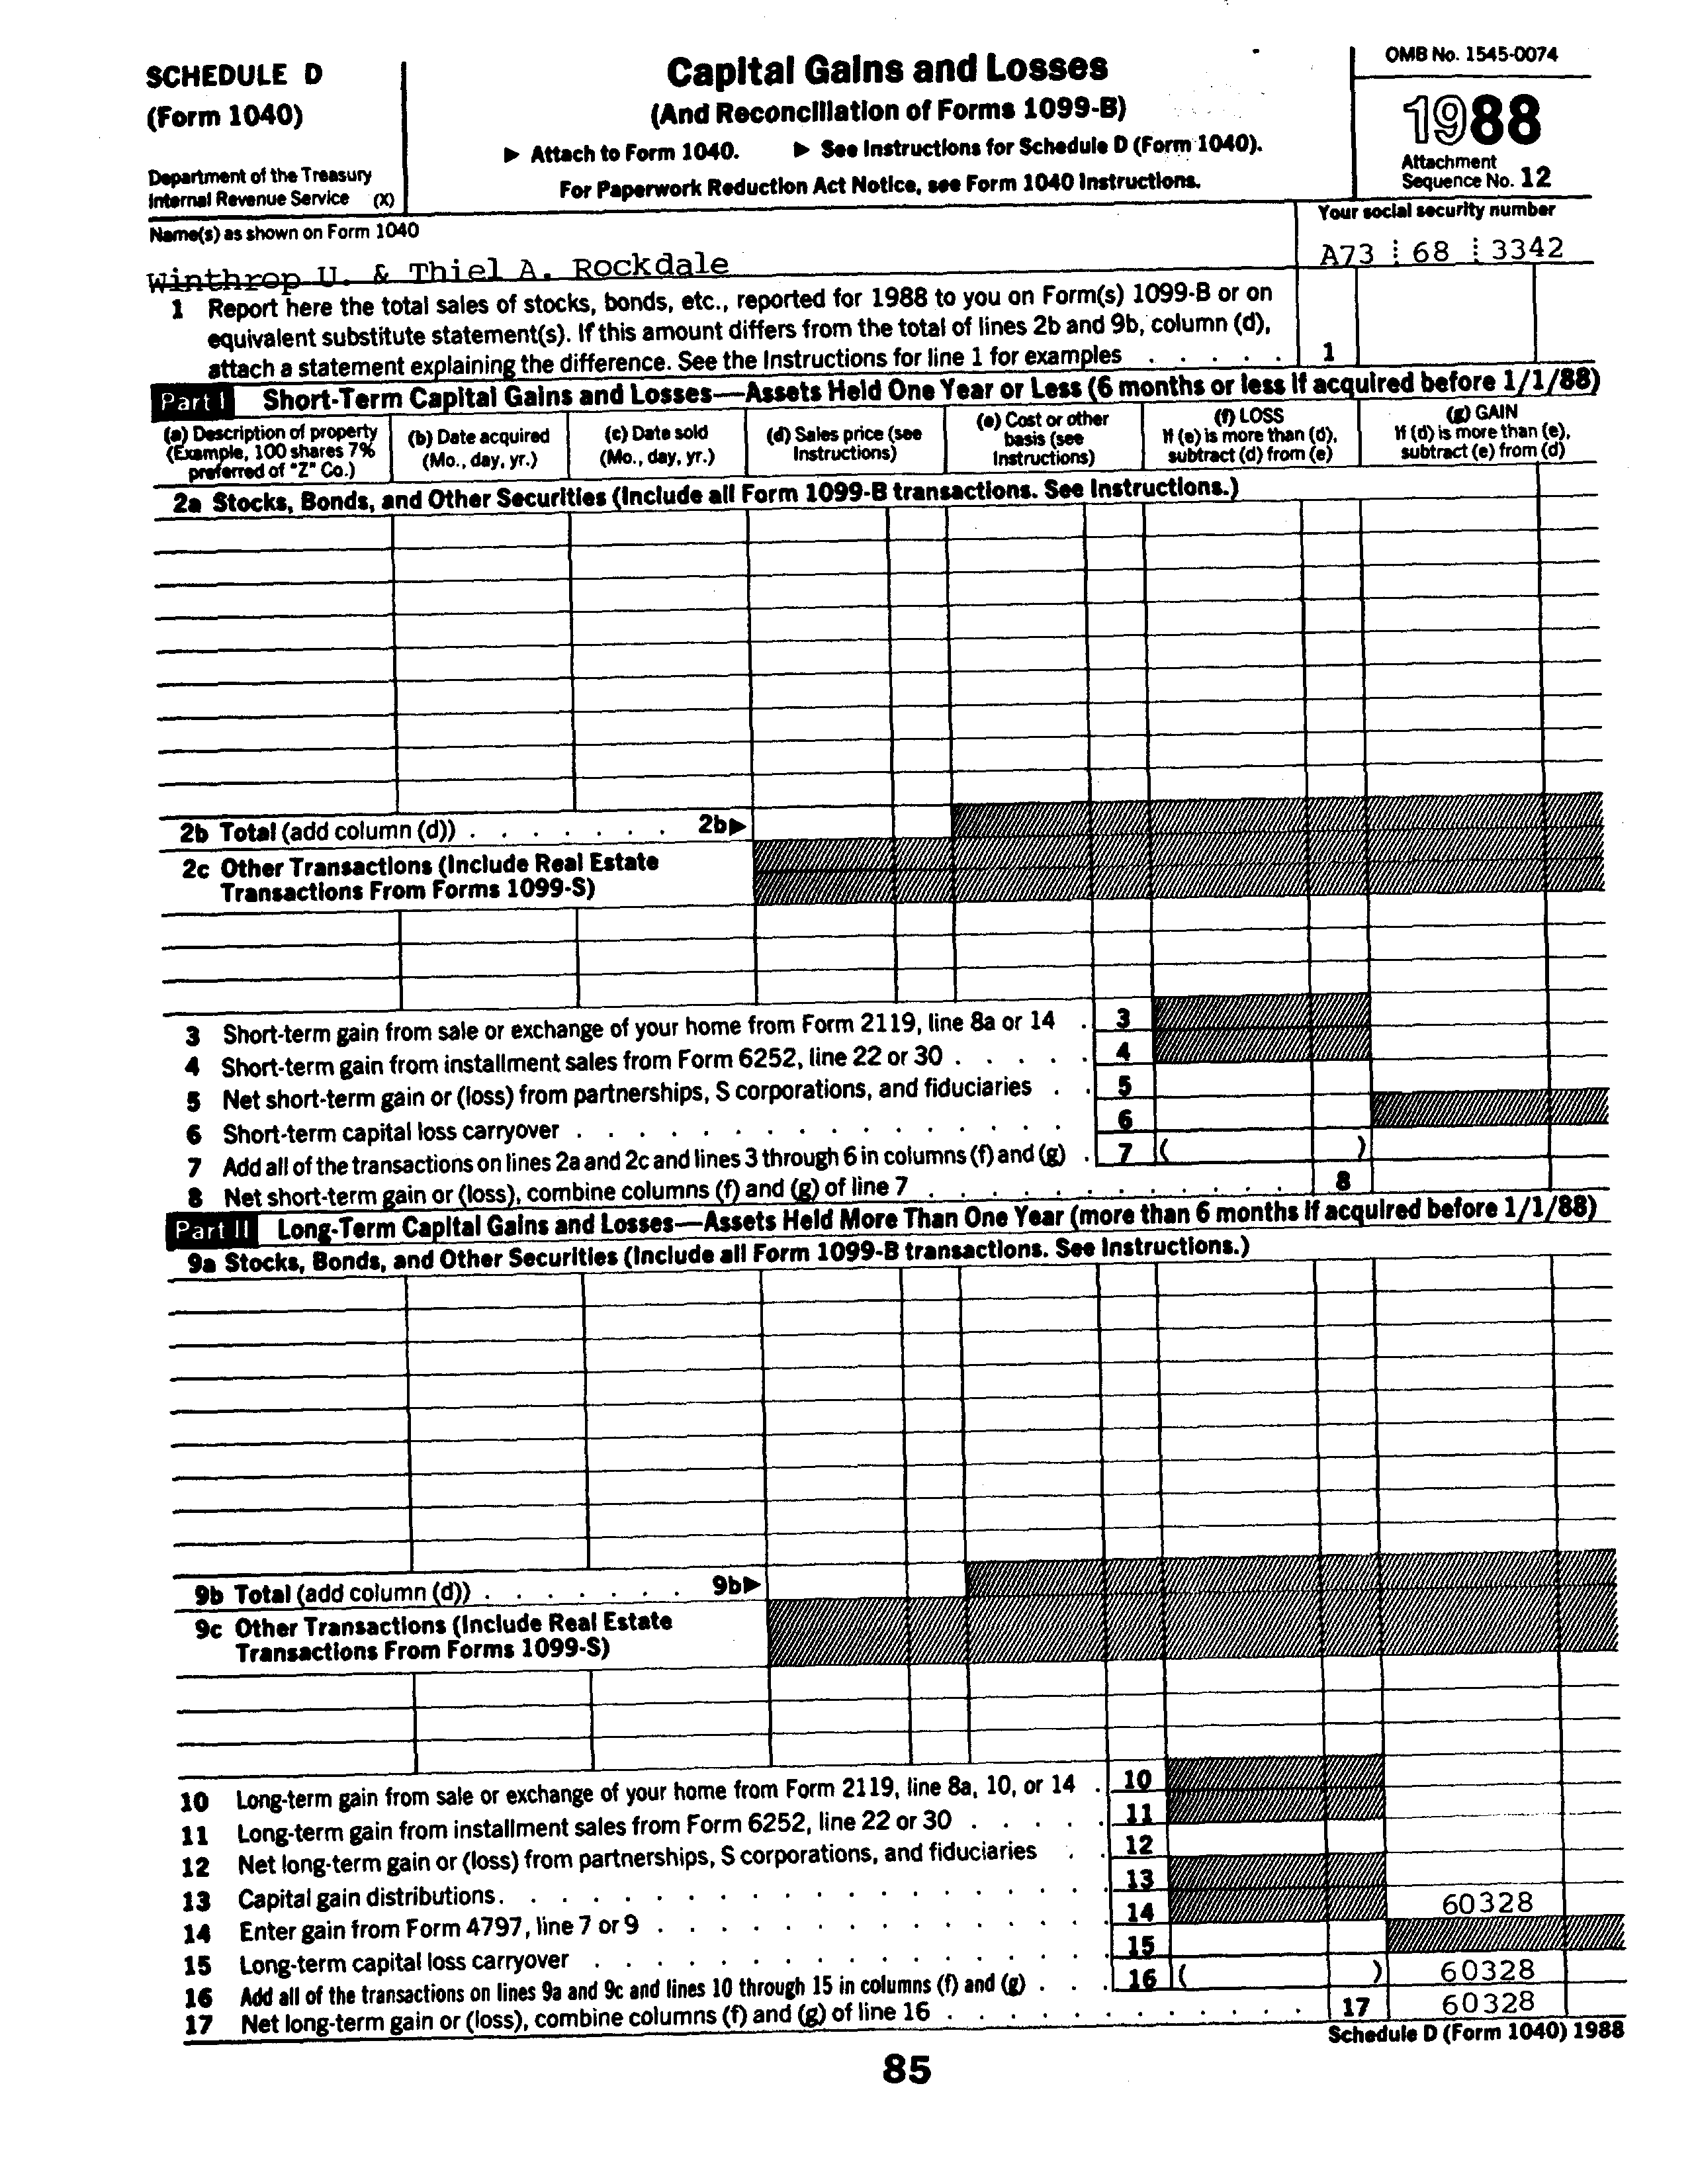 SCHEDULE D
(Form 1040)
Department of the Treasury
Internal Revenue Service (X)
Capital Gains and Losses
(And Reconciliation of Forms 1099-B)
▶ Attach to Form 1040. ▶ See Instructions for Schedule D (Form 1040).
For Paperwork Reduction Act Notice, see Form 1040 Instructions.
OMB No. 1545-0074
1988
Attachment
Sequence No. 12
Name(s) as shown on Form 1040
Your social security number
Winthrop U. & Thiel A. Rockdale
A73 68 3342
1 Report here the total sales of stocks, bonds, etc., reported for 1988 to you on Form(s) 1099-B or on
equivalent substitute statement(s). If this amount differs from the total of lines 2b and 9b, column (d),
attach a statement explaining the difference. See the Instructions for line 1 for examples . . . . . 1
Part I Short-Term Capital Gains and Losses—Assets Held One Year or Less (6 months or less if acquired before 1/1/88)
(a) Description of property
(Example, 100 shares 7%
preferred of "Z" Co.)
(b) Date acquired
(Mo., day, yr.)
(c) Date sold
(Mo., day, yr.)
(d) Sales price (see
Instructions)
(e) Cost or other
basis (see
Instructions)
(f) LOSS
If (e) is more than (d),
subtract (d) from (e)
(g) GAIN
If (d) is more than (e),
subtract (e) from (d)
2a Stocks, Bonds, and Other Securities (Include all Form 1099-B transactions. See Instructions.)
2b Total (add column (d)) . . . . . . . 2b▶
2c Other Transactions (Include Real Estate
Transactions From Forms 1099-S)
3 Short-term gain from sale or exchange of your home from Form 2119, line 8a or 14 . 3
4 Short-term gain from installment sales from Form 6252, line 22 or 30 . . . . . 4
5 Net short-term gain or (loss) from partnerships, S corporations, and fiduciaries . . 5
6 Short-term capital loss carryover . . . . . . . . . . . . . . . . 6
7 Add all of the transactions on lines 2a and 2c and lines 3 through 6 in columns (f) and (g) . 7 ( )
8 Net short-term gain or (loss), combine columns (f) and (g) of line 7 . . . . . . . . . . . . . 8
Part II Long-Term Capital Gains and Losses—Assets Held More Than One Year (more than 6 months if acquired before 1/1/88)
9a Stocks, Bonds, and Other Securities (Include all Form 1099-B transactions. See Instructions.)
9b Total (add column (d)) . . . . . . . 9b▶
9c Other Transactions (Include Real Estate
Transactions From Forms 1099-S)
10 Long-term gain from sale or exchange of your home from Form 2119, line 8a, 10, or 14 . 10
11 Long-term gain from installment sales from Form 6252, line 22 or 30 . . . . . 11
12 Net long-term gain or (loss) from partnerships, S corporations, and fiduciaries . . 12
13 Capital gain distributions . . . . . . . . . . . . . . . . . . 13
14 Enter gain from Form 4797, line 7 or 9 . . . . . . . . . . . . . 14 60328
15 Long-term capital loss carryover . . . . . . . . . . . . . . . 15
16 Add all of the transactions on lines 9a and 9c and lines 10 through 15 in columns (f) and (g) . . . 16 ( ) 60328
17 Net long-term gain or (loss), combine columns (f) and (g) of line 16 . . . . . . . . . . . . 17 60328
Schedule D (Form 1040) 1988
85